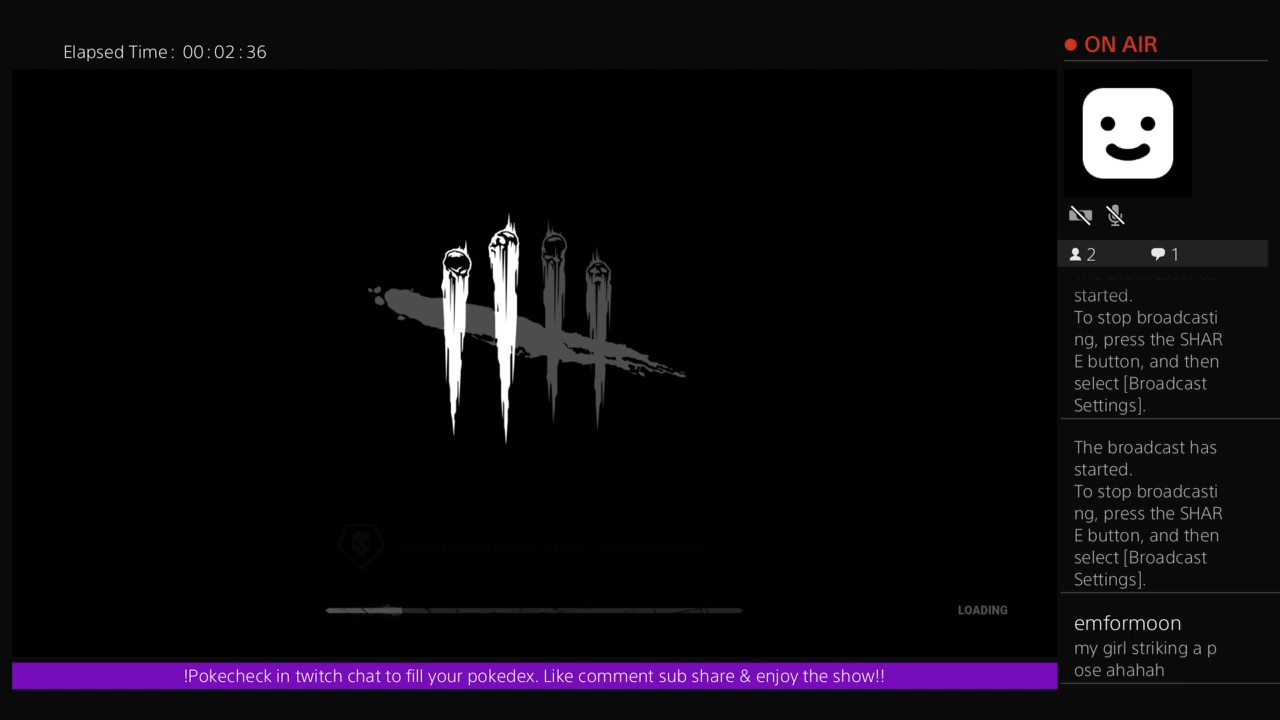 Elapsed Time: 00:02:36
ON AIR
2 1
started.
To stop broadcasti
ng, press the SHAR
E button, and then
select [Broadcast
Settings].
The broadcast has
started.
To stop broadcasti
ng, press the SHAR
E button, and then
select [Broadcast
Settings].
emformoon
my girl striking a p
ose ahahah
LOADING
!Pokecheck in twitch chat to fill your pokedex. Like comment sub share & enjoy the show!!